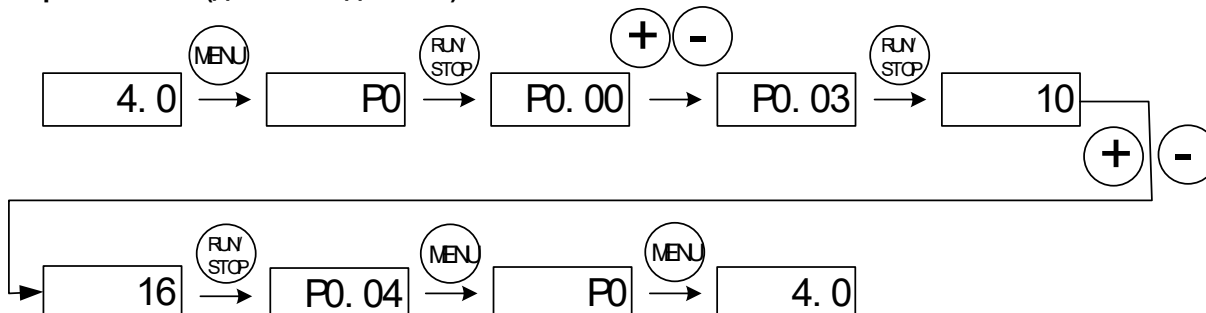 MENU RUN/STOP + - RUN/STOP
4.0 P0 P0.00 P0.03 10
+ -
RUN/STOP MENU MENU
16 P0.04 P0 4.0